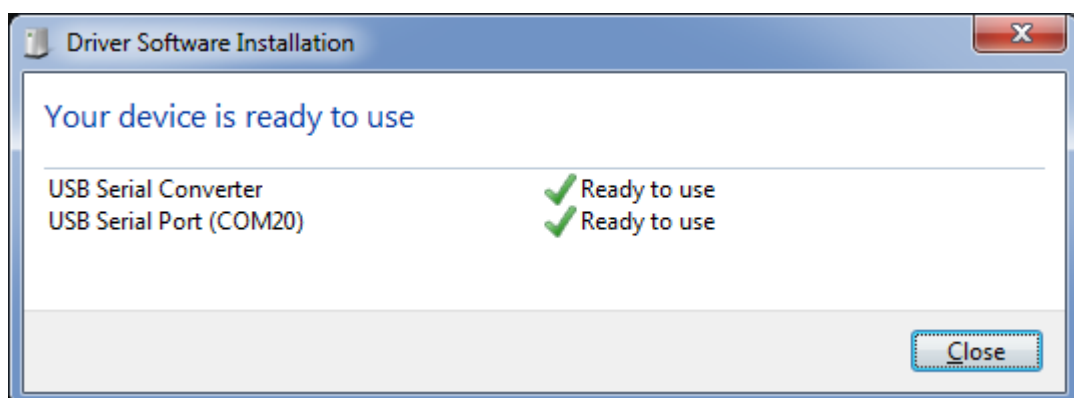 Driver Software Installation
Your device is ready to use
USB Serial Converter Ready to use
USB Serial Port (COM20) Ready to use
Close